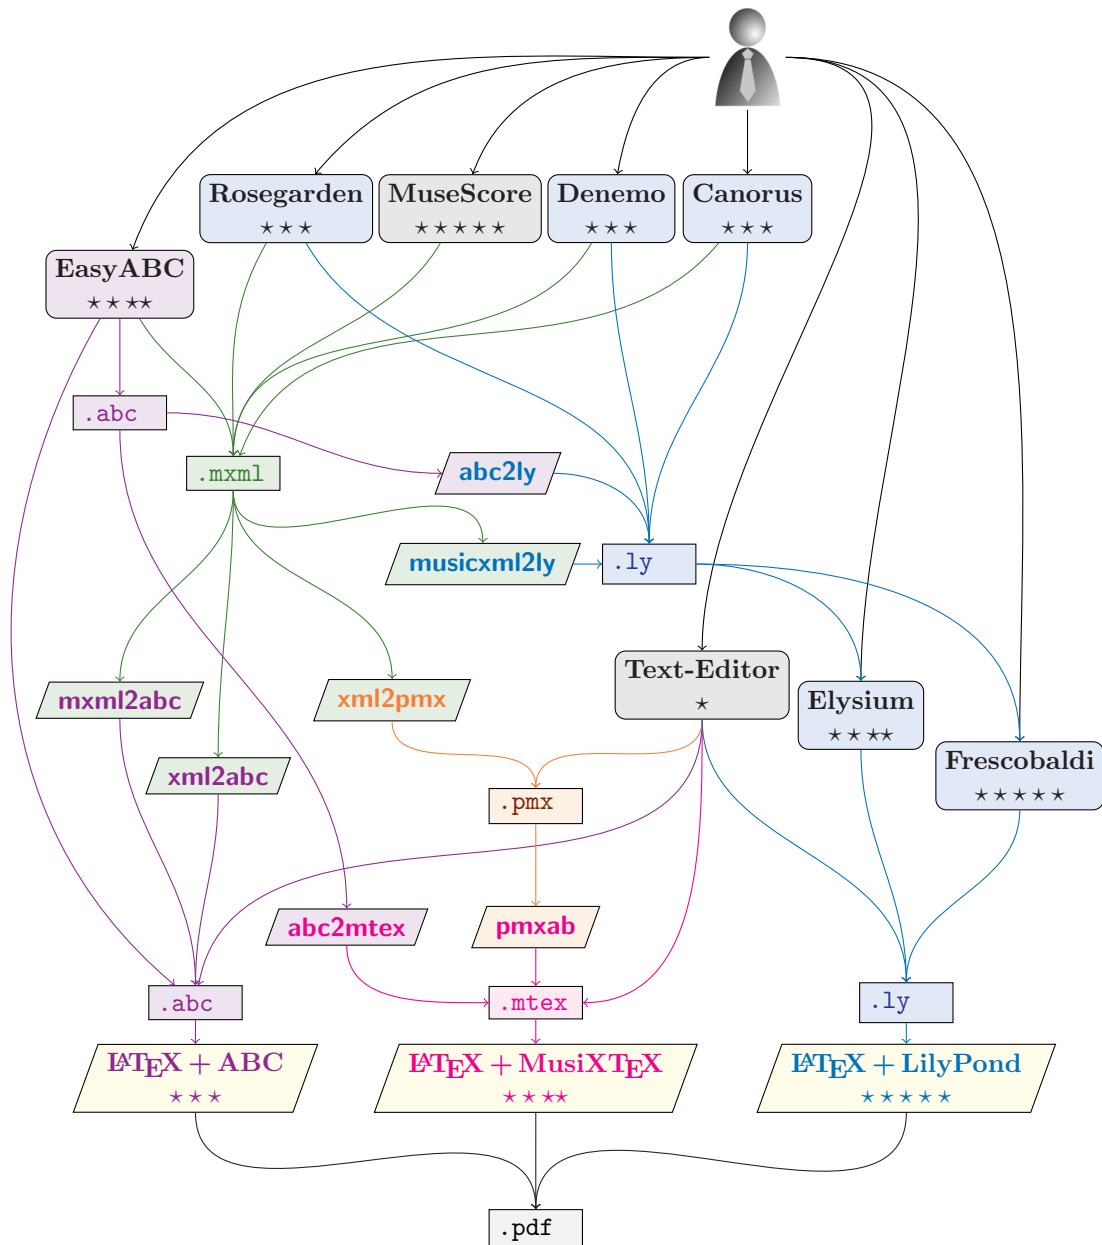 Rosegarden
⋆⋆⋆
MuseScore
⋆⋆⋆⋆⋆
Denemo
⋆⋆⋆
Canorus
⋆⋆⋆
EasyABC
⋆⋆⋆⋆
.abc
.mxml
abc2ly
musicxml2ly
.ly
Text-Editor
⋆
mxml2abc
xml2pmx
Elysium
⋆⋆⋆⋆
xml2abc
Frescobaldi
⋆⋆⋆⋆⋆
.pmx
abc2mtex
pmxab
.abc
.mtex
.ly
LATEX + ABC
⋆⋆⋆
LATEX + MusiXTEX
⋆⋆⋆⋆
LATEX + LilyPond
⋆⋆⋆⋆⋆
.pdf